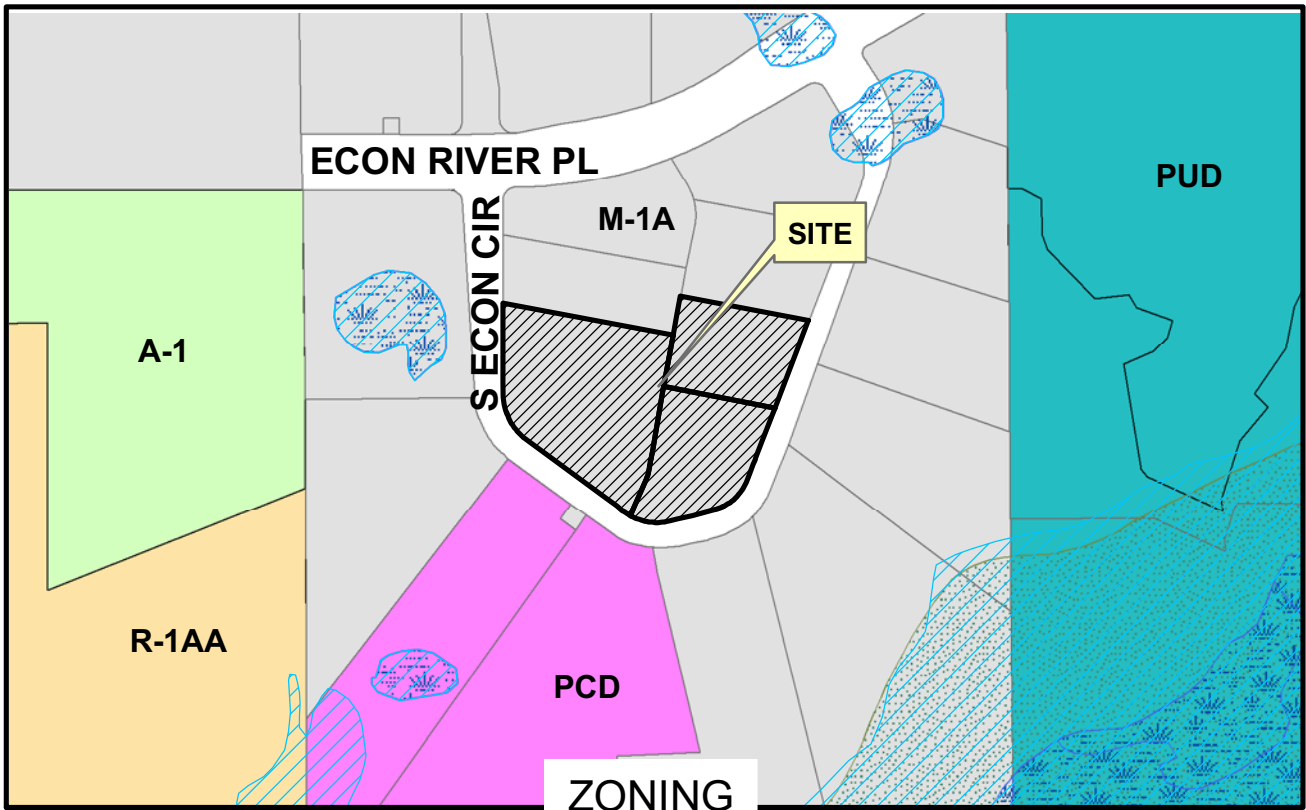 ECON RIVER PL
PUD
M-1A
SITE
S ECON CIR
A-1
R-1AA
PCD
ZONING